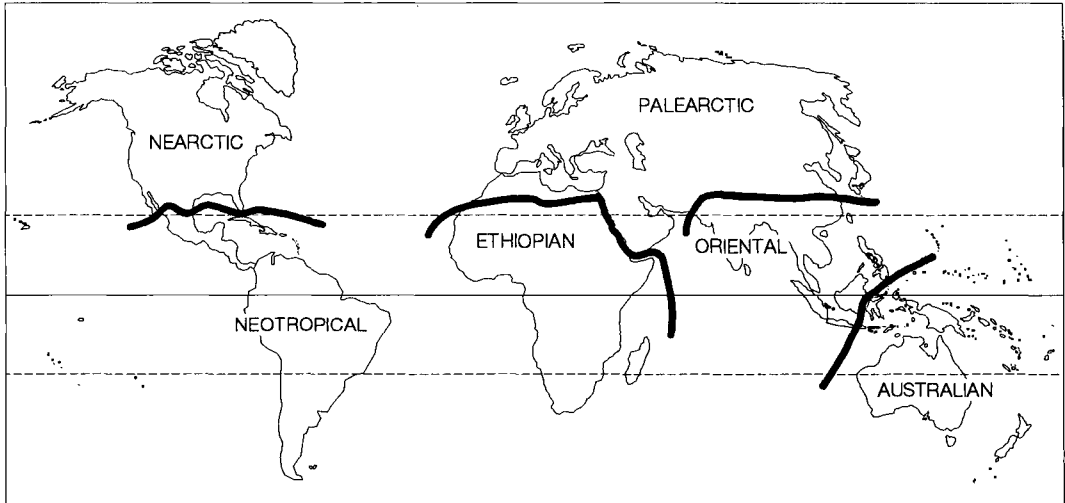 PALEARCTIC
NEARCTIC
ETHIOPIAN
ORIENTAL
NEOTROPICAL
AUSTRALIAN